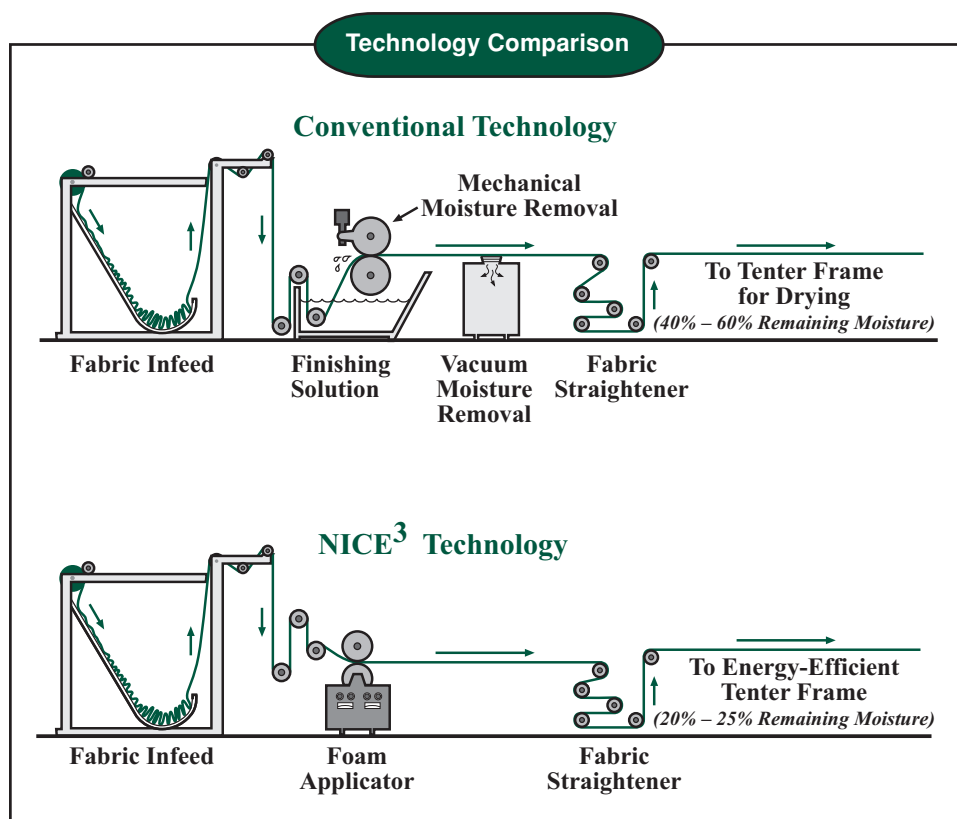 Technology Comparison
Conventional Technology
Mechanical
Moisture Removal
To Tenter Frame
for Drying
(40% – 60% Remaining Moisture)
Fabric Infeed
Finishing
Solution
Vacuum
Moisture
Removal
Fabric
Straightener
NICE³ Technology
To Energy-Efficient
Tenter Frame
(20% – 25% Remaining Moisture)
Fabric Infeed
Foam
Applicator
Fabric
Straightener